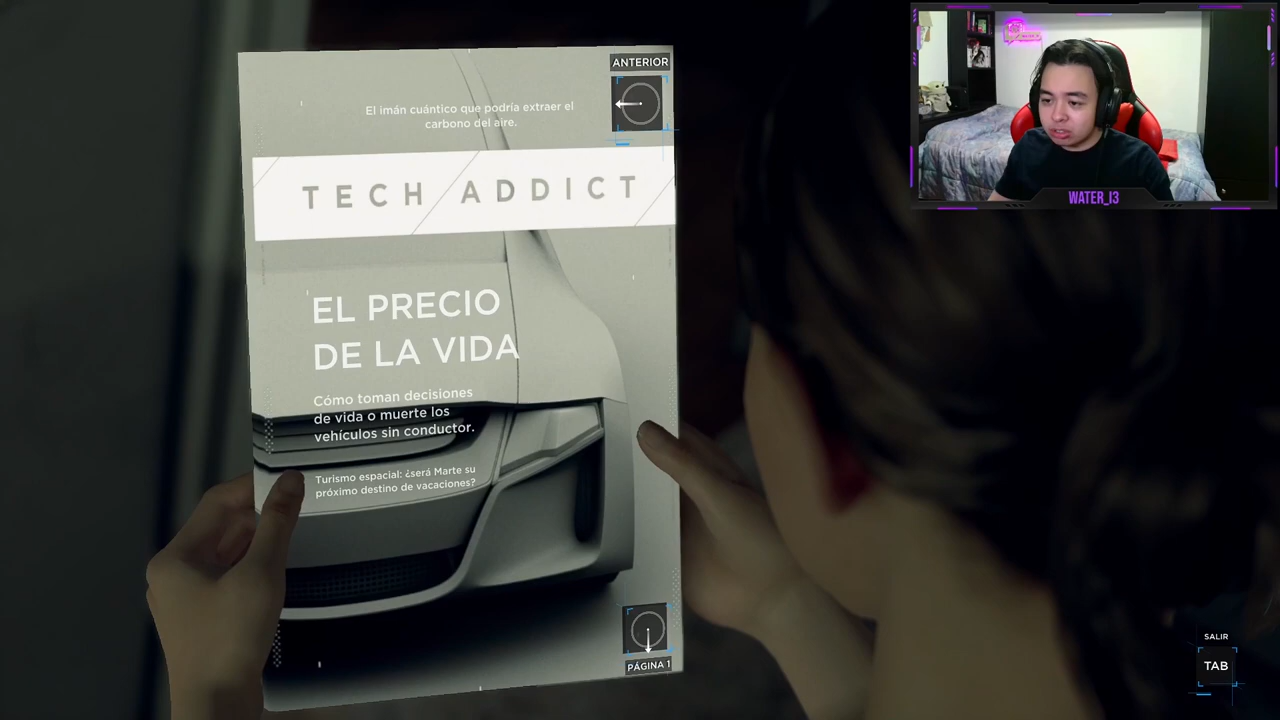 ANTERIOR
El imán cuántico que podría extraer el
carbono del aire.
TECH ADDICT
EL PRECIO
DE LA VIDA
Cómo toman decisiones
de vida o muerte los
vehículos sin conductor.
Turismo espacial: ¿será Marte su
próximo destino de vacaciones?
PÁGINA 1
WATER_I3
SALIR
TAB